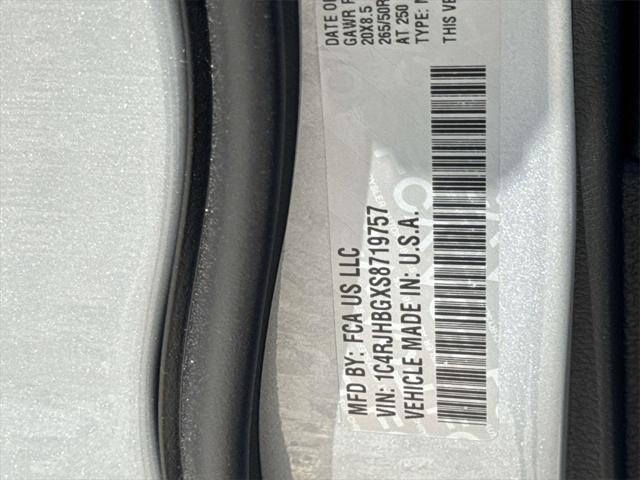 MFD BY: FCA US LLC
VIN: 1C4RJHBGXS8719757
VEHICLE MADE IN: U.S.A.
DATE OF
GAWR
20X8.5
265/50R
AT 250
TYPE:
THIS VE